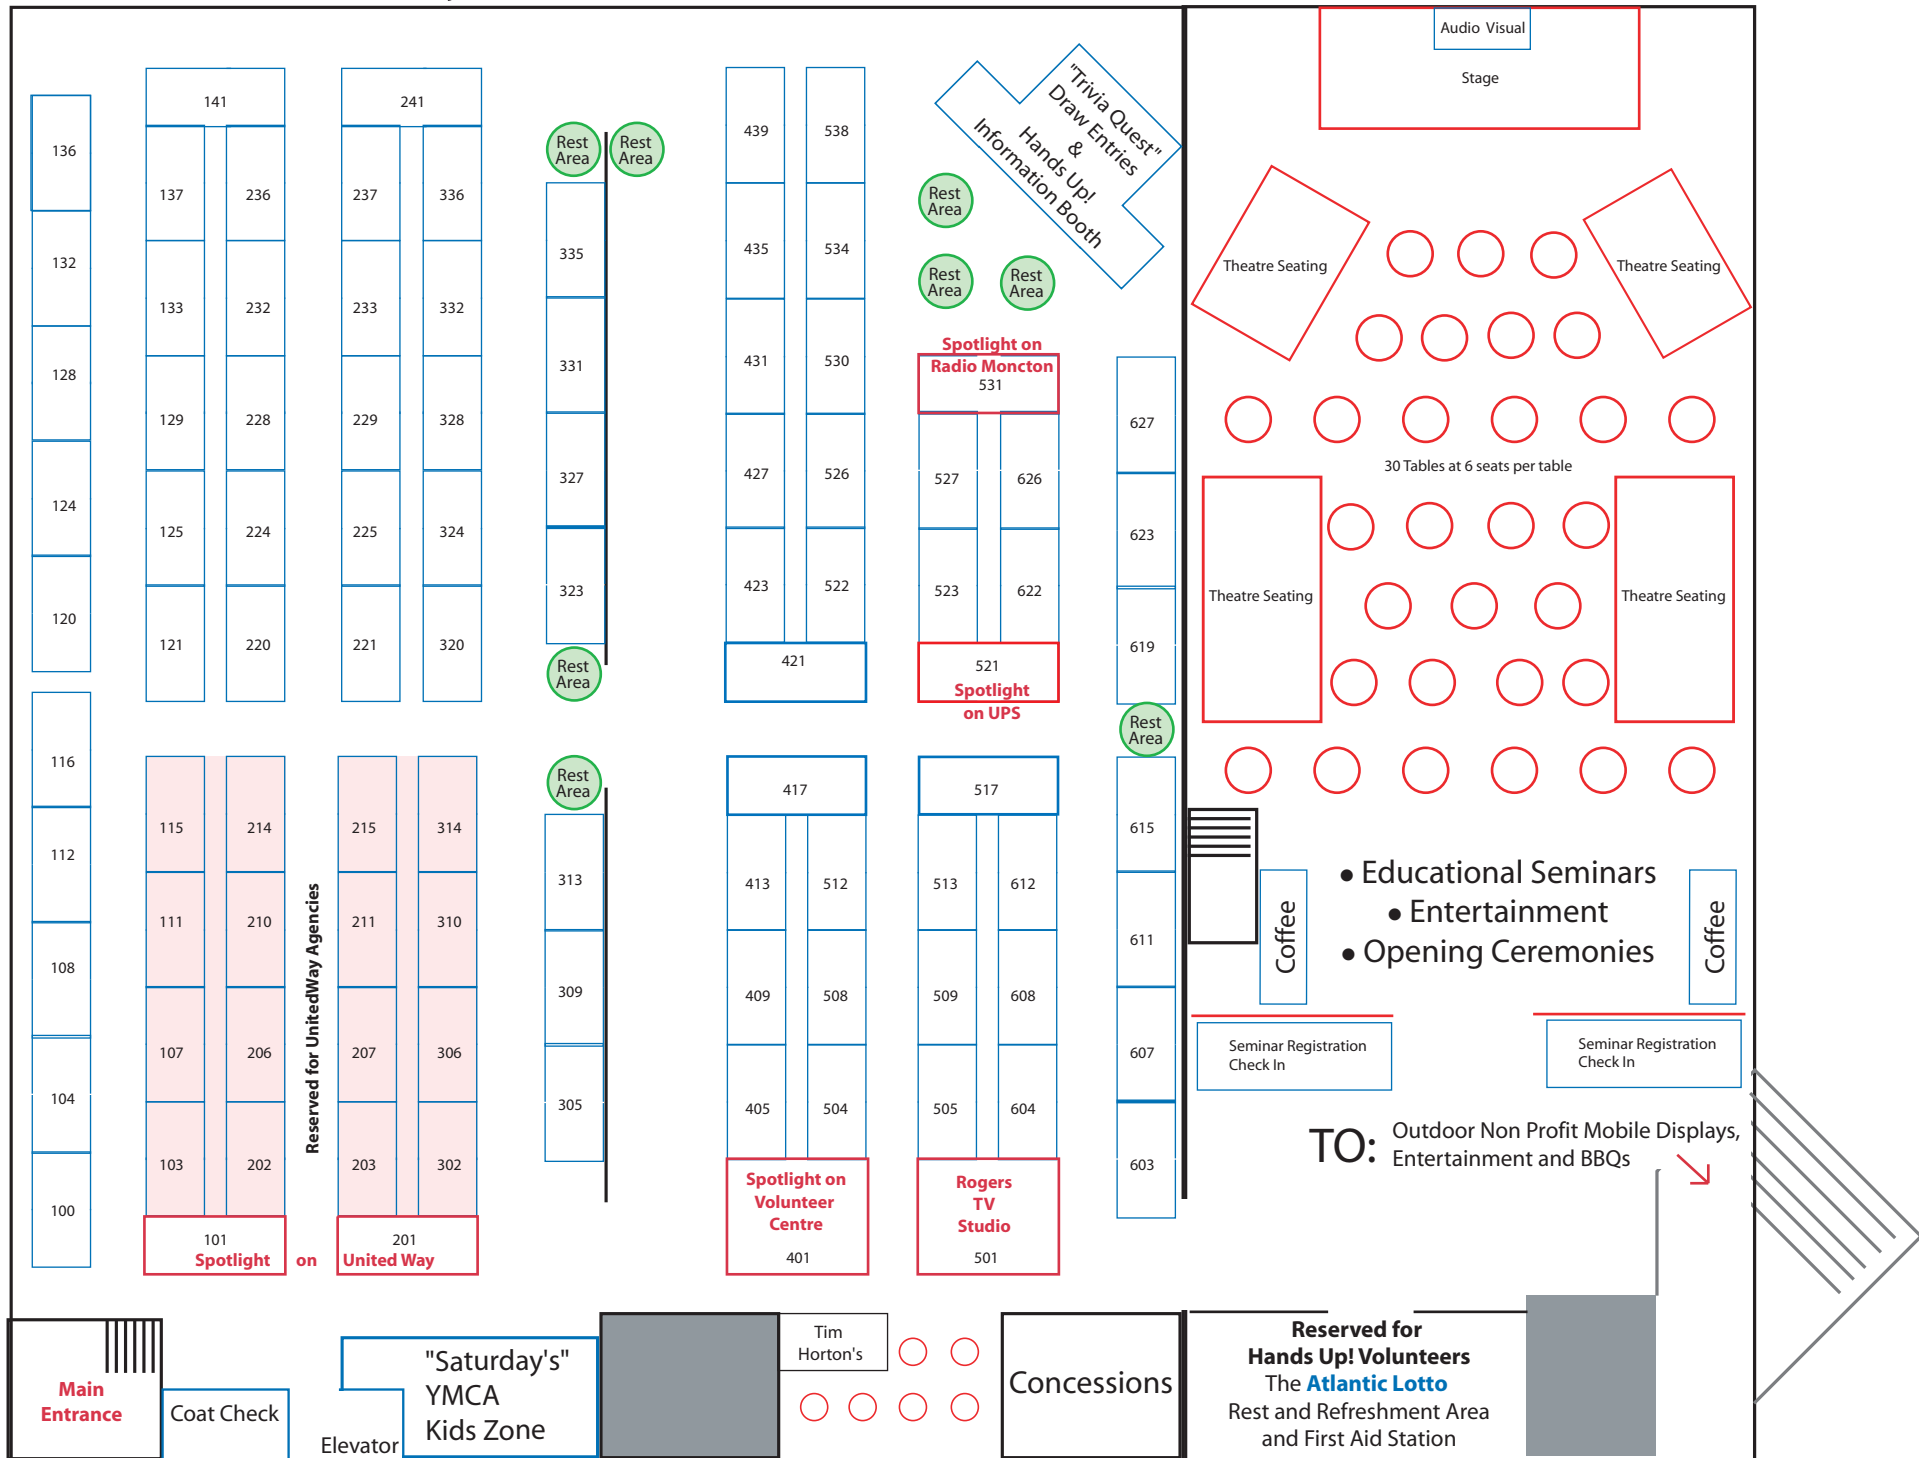 Audio Visual
Stage
141
241
136
132
128
124
120
116
112
108
104
100
137
236
133
232
129
228
125
224
121
220
237
336
233
332
229
328
225
324
221
320
Rest
Area
Rest
Area
335
331
327
323
Rest
Area
439
538
435
534
431
530
427
526
423
522
421
"Trivia Quest"
Draw Entries
&
Hands Up!
Information Booth
Rest
Area
Rest
Area
Rest
Area
Spotlight on
Radio Moncton
531
527
626
523
622
521
Spotlight
on UPS
627
623
619
Rest
Area
615
611
607
603
115
214
111
210
107
206
103
202
101
Reserved for UnitedWay Agencies
215
314
211
310
207
306
203
302
201
Spotlight on United Way
Rest
Area
313
309
305
417
413
512
409
508
405
504
Spotlight on
Volunteer
Centre
401
517
513
612
509
608
505
604
Rogers
TV
Studio
501
Theatre Seating
Theatre Seating
30 Tables at 6 seats per table
Theatre Seating
Theatre Seating
Coffee
• Educational Seminars
• Entertainment
• Opening Ceremonies
Coffee
Seminar Registration
Check In
Seminar Registration
Check In
TO:
Outdoor Non Profit Mobile Displays,
Entertainment and BBQs
Main
Entrance
Coat Check
Elevator
"Saturday's"
YMCA
Kids Zone
Tim
Horton's
Concessions
Reserved for
Hands Up! Volunteers
The Atlantic Lotto
Rest and Refreshment Area
and First Aid Station